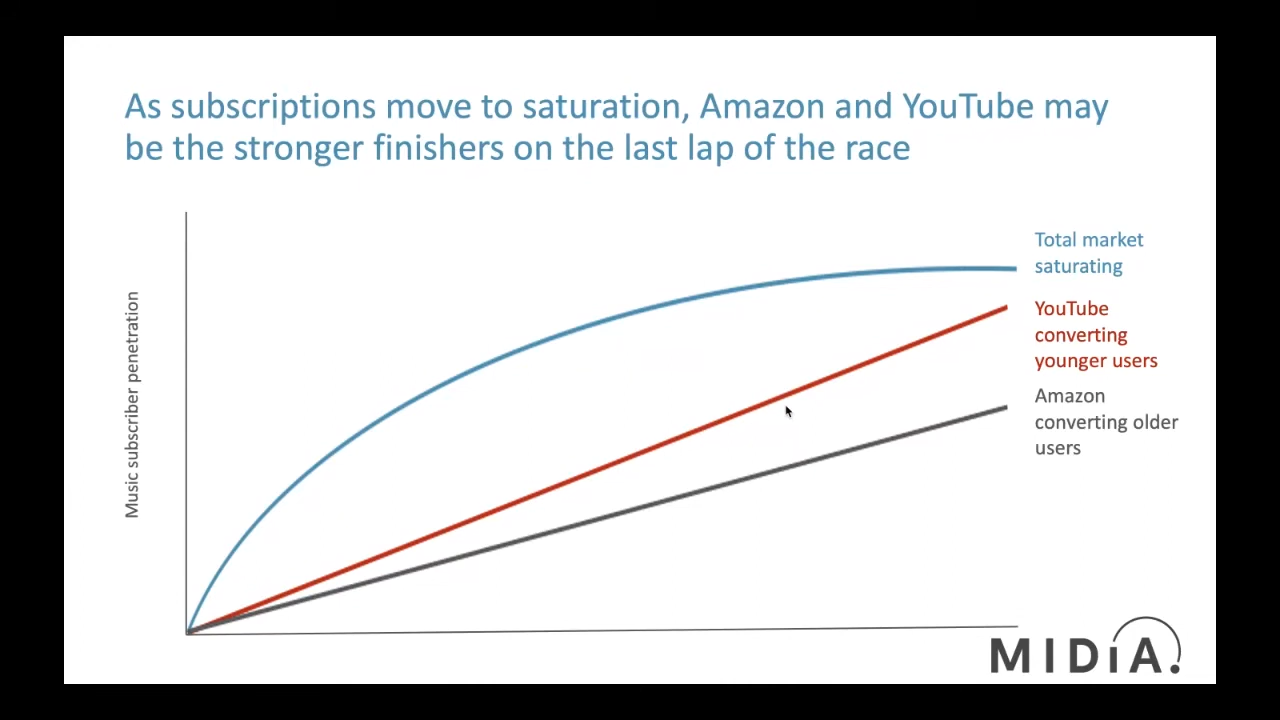 As subscriptions move to saturation, Amazon and YouTube may
be the stronger finishers on the last lap of the race
Music subscriber penetration
Total market
saturating
YouTube
converting
younger users
Amazon
converting older
users
MIDiA.